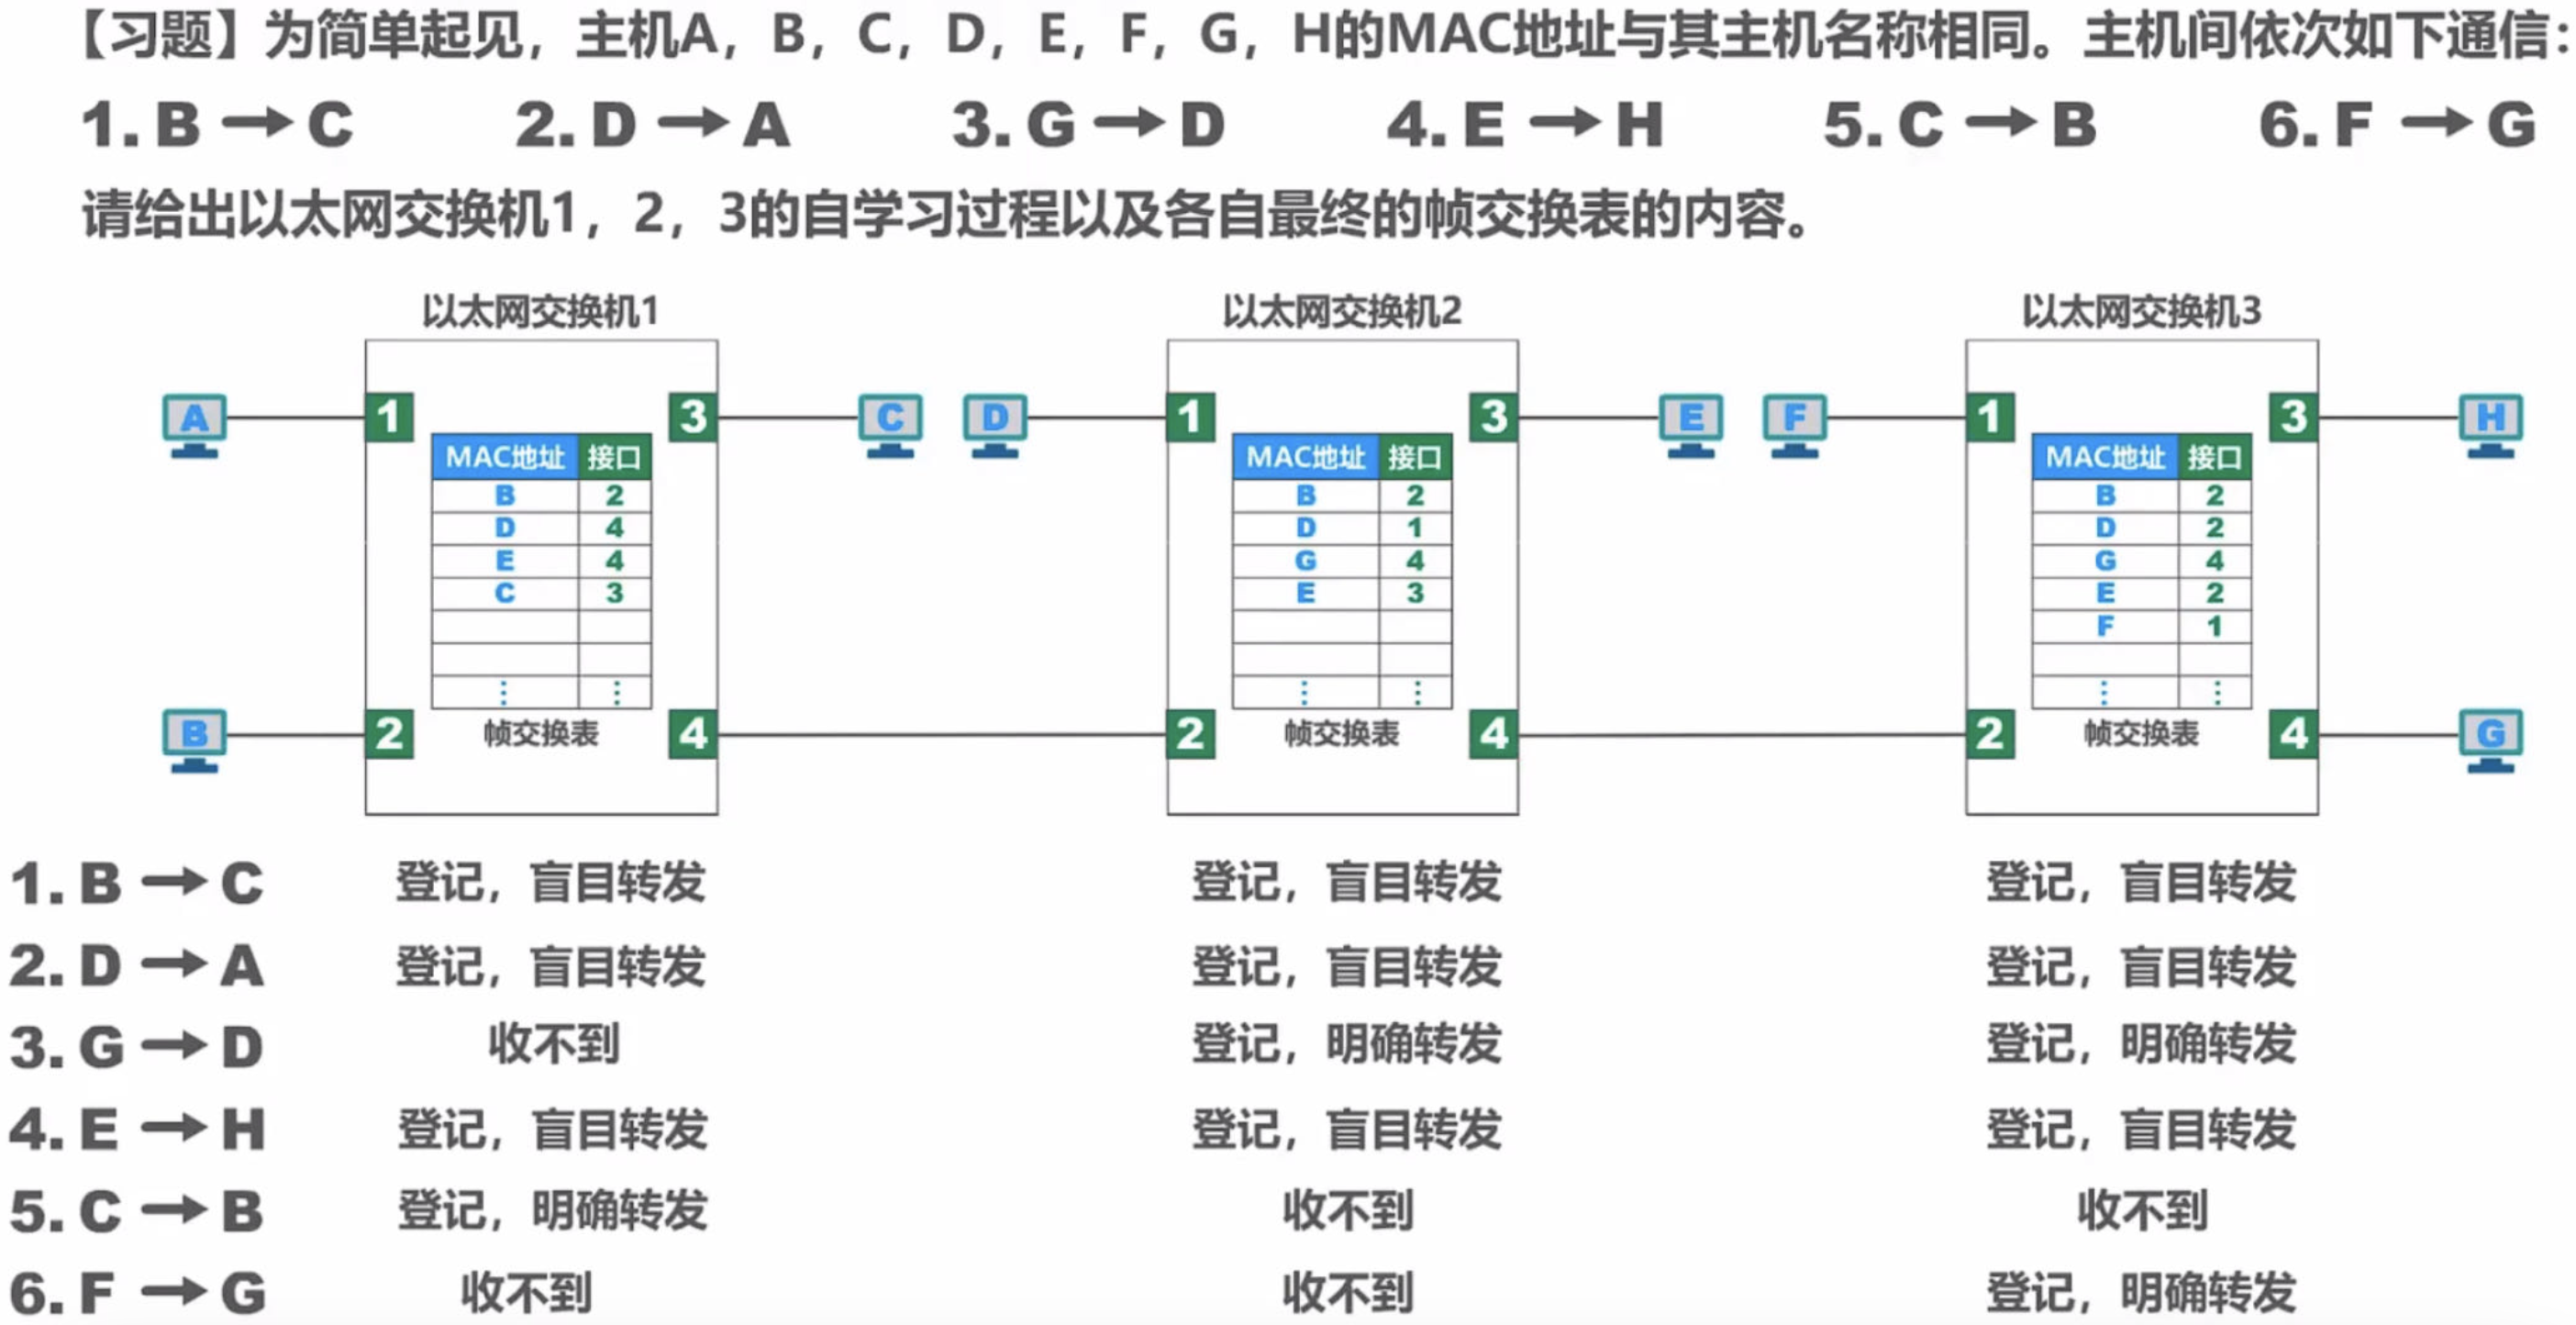 【习题】为简单起见，主机A，B，C，D，E，F，G，H的MAC地址与其主机名称相同。主机间依次如下通信：
1. B → C 2. D → A 3. G → D 4. E → H 5. C → B 6. F → G
请给出以太网交换机1，2，3的自学习过程以及各自最终的帧交换表的内容。
以太网交换机1 以太网交换机2 以太网交换机3
A 1 3 C D 1 3 E F 1 3 H
MAC地址 接口 MAC地址 接口 MAC地址 接口
B 2 B 2 B 2
D 4 D 1 D 2
E 4 G 4 G 4
C 3 E 3 E 2
F 1
⋮ ⋮ ⋮ ⋮ ⋮ ⋮
B 2 帧交换表 4 2 帧交换表 4 2 帧交换表 4 G
1. B → C 登记，盲目转发 登记，盲目转发 登记，盲目转发
2. D → A 登记，盲目转发 登记，盲目转发 登记，盲目转发
3. G → D 收不到 登记，明确转发 登记，明确转发
4. E → H 登记，盲目转发 登记，盲目转发 登记，盲目转发
5. C → B 登记，明确转发 收不到 收不到
6. F → G 收不到 收不到 登记，明确转发